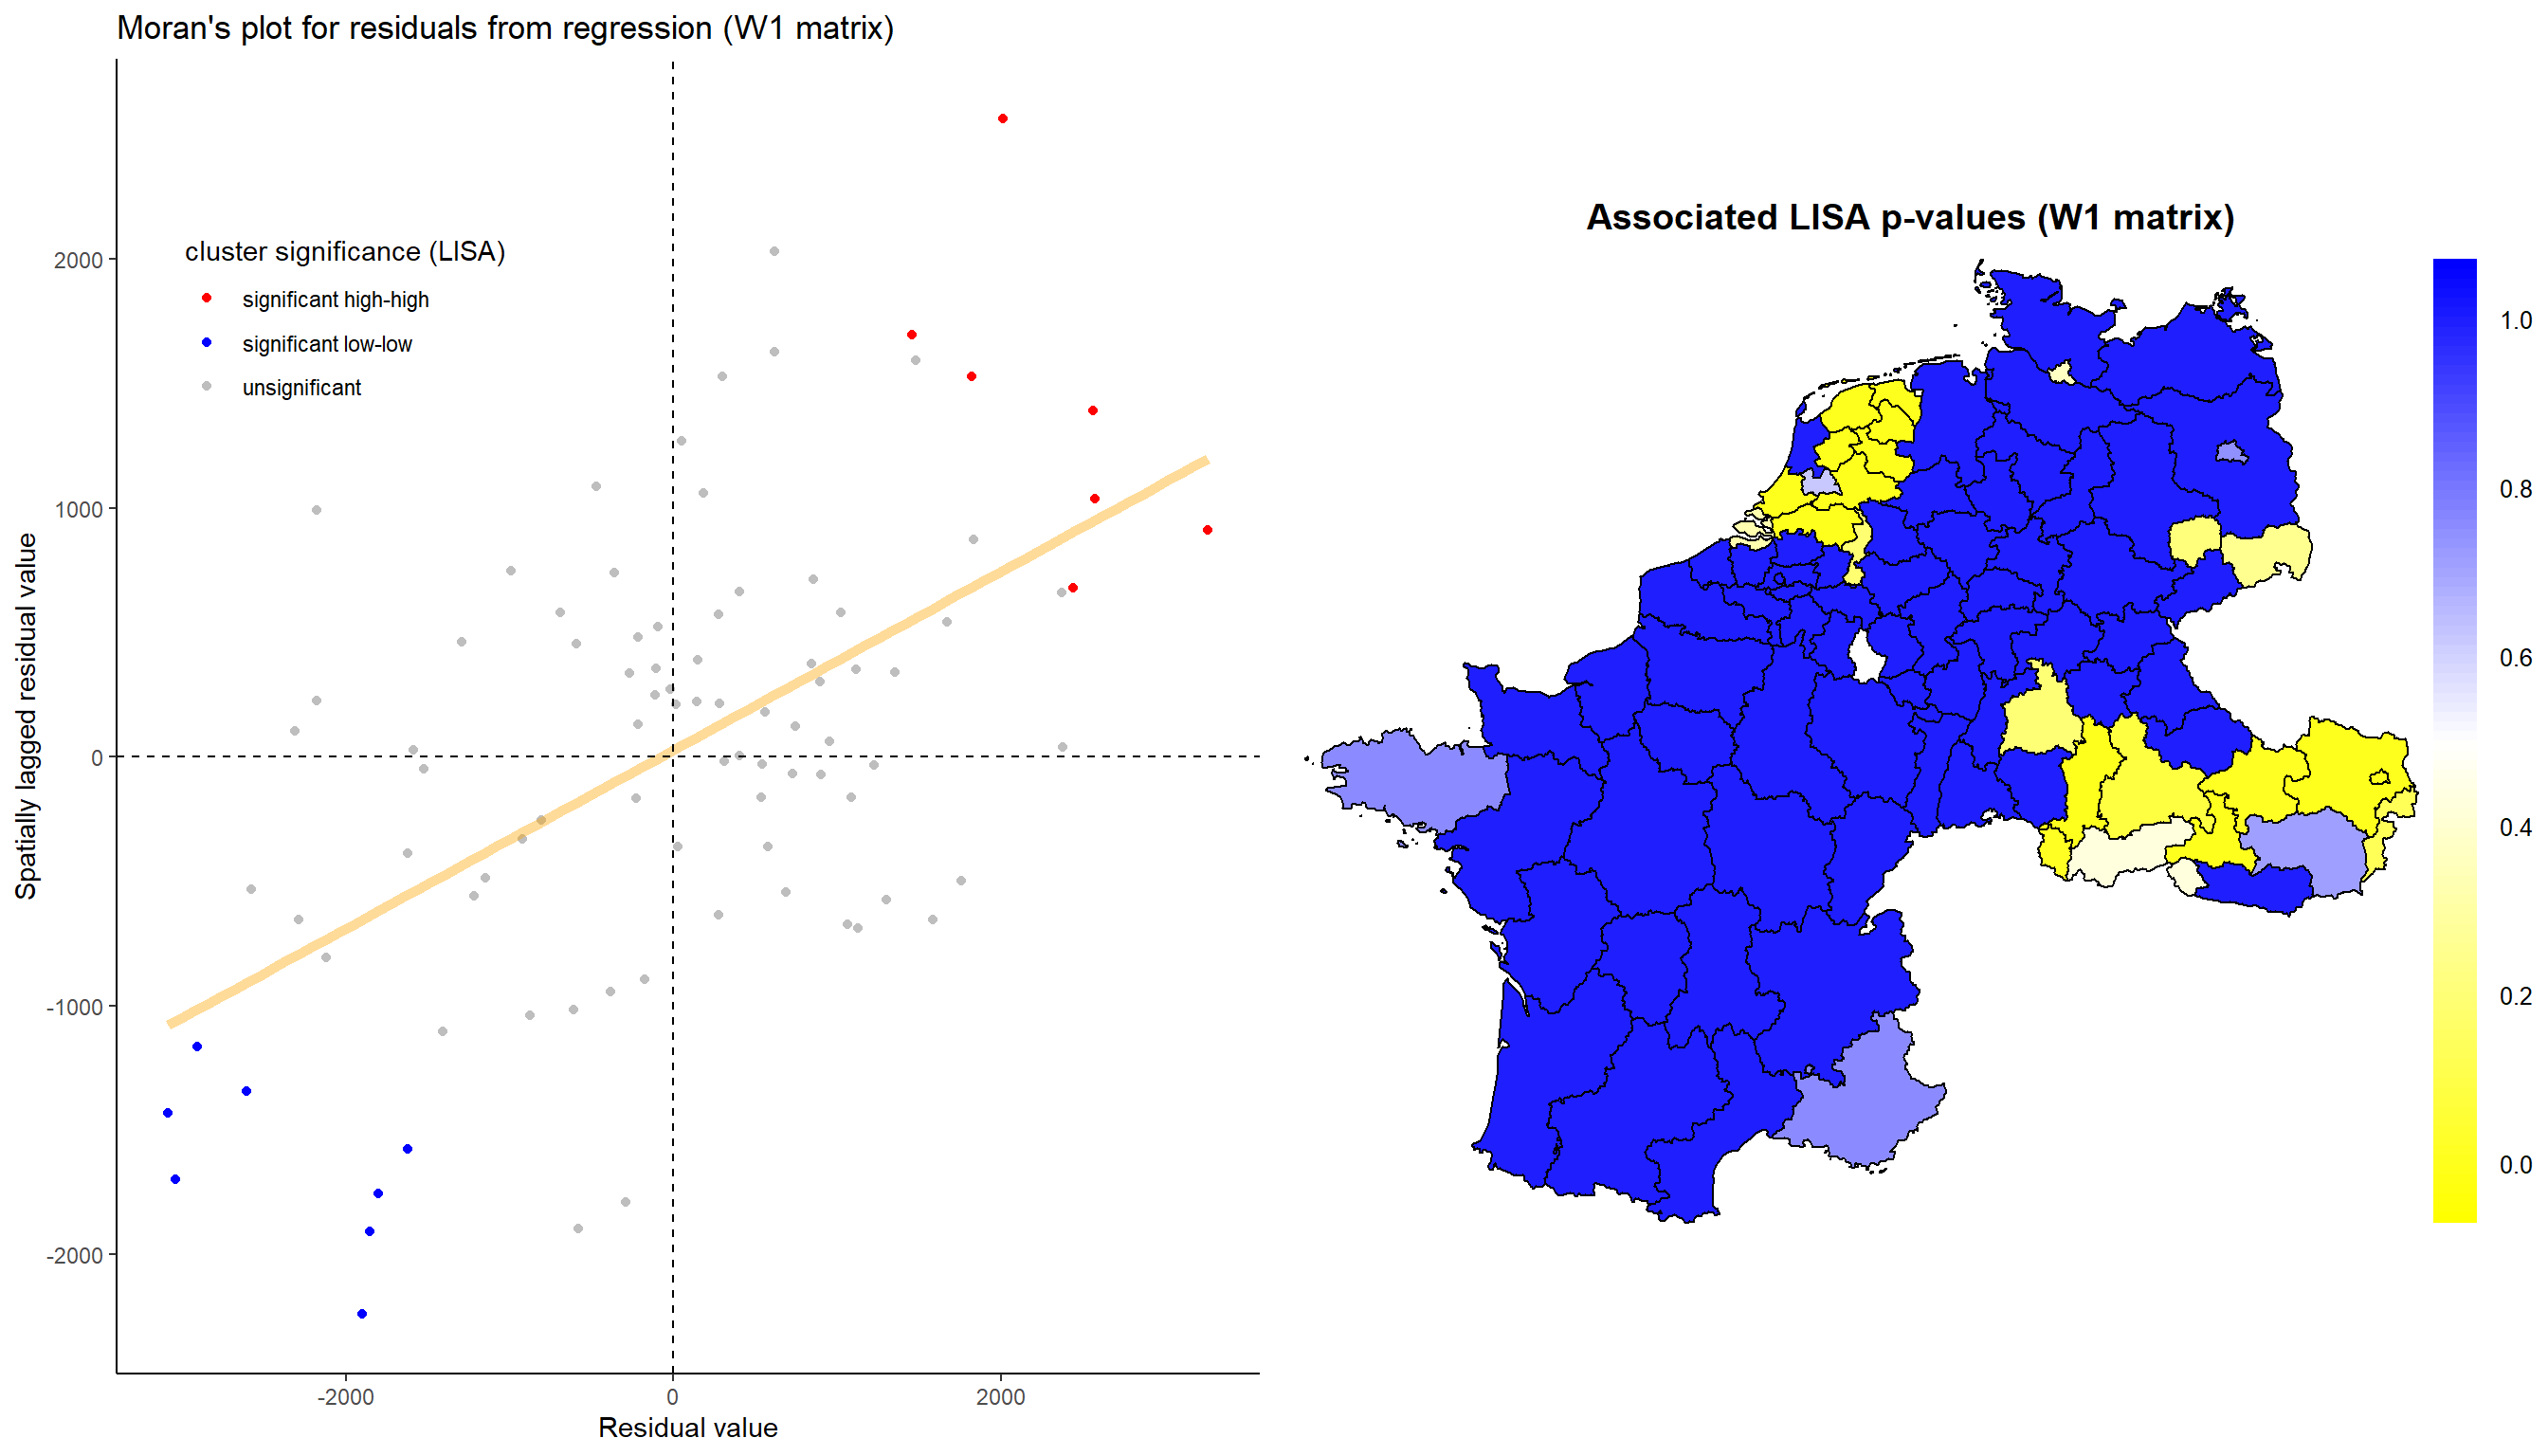 Moran's plot for residuals from regression (W1 matrix)
Spatially lagged residual value
2000
1000
0
-1000
-2000
cluster significance (LISA)
significant high-high
significant low-low
unsignificant
-2000
0
2000
Residual value
Associated LISA p-values (W1 matrix)
1.0
0.8
0.6
0.4
0.2
0.0